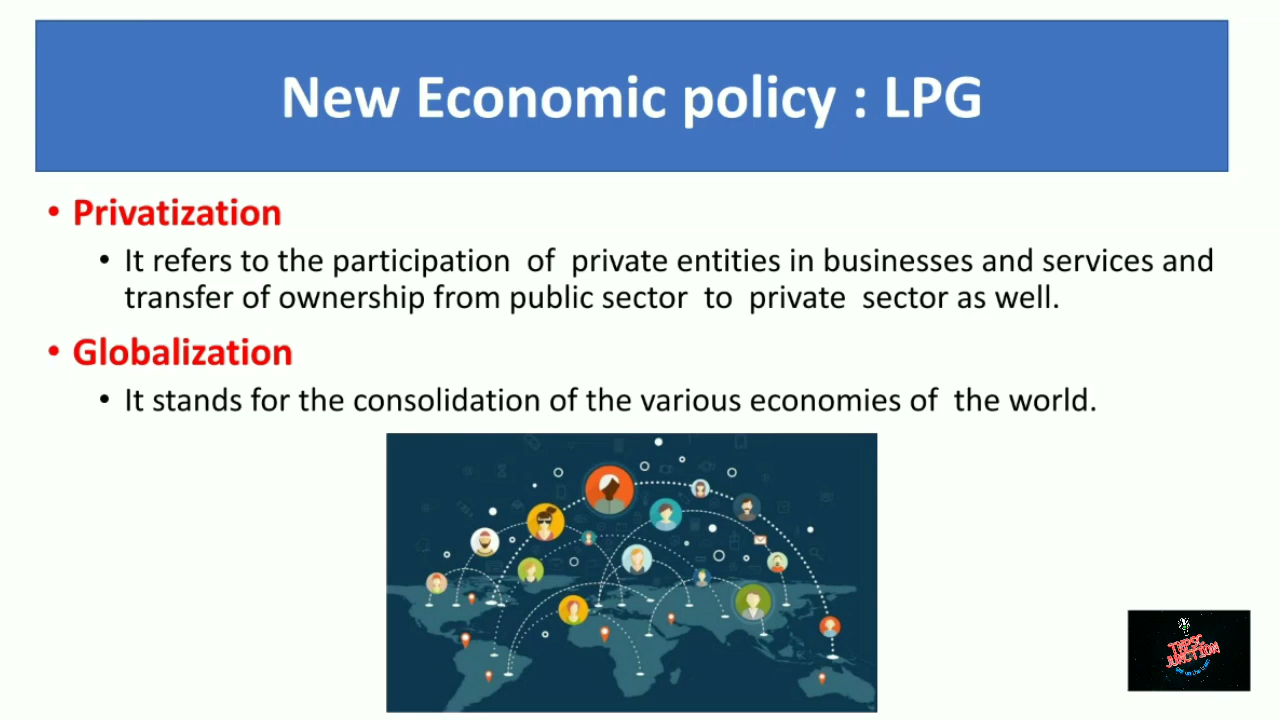 New Economic policy : LPG
• Privatization
• It refers to the participation of private entities in businesses and services and
transfer of ownership from public sector to private sector as well.
• Globalization
• It stands for the consolidation of the various economies of the world.
TNPSC
JUNCTION